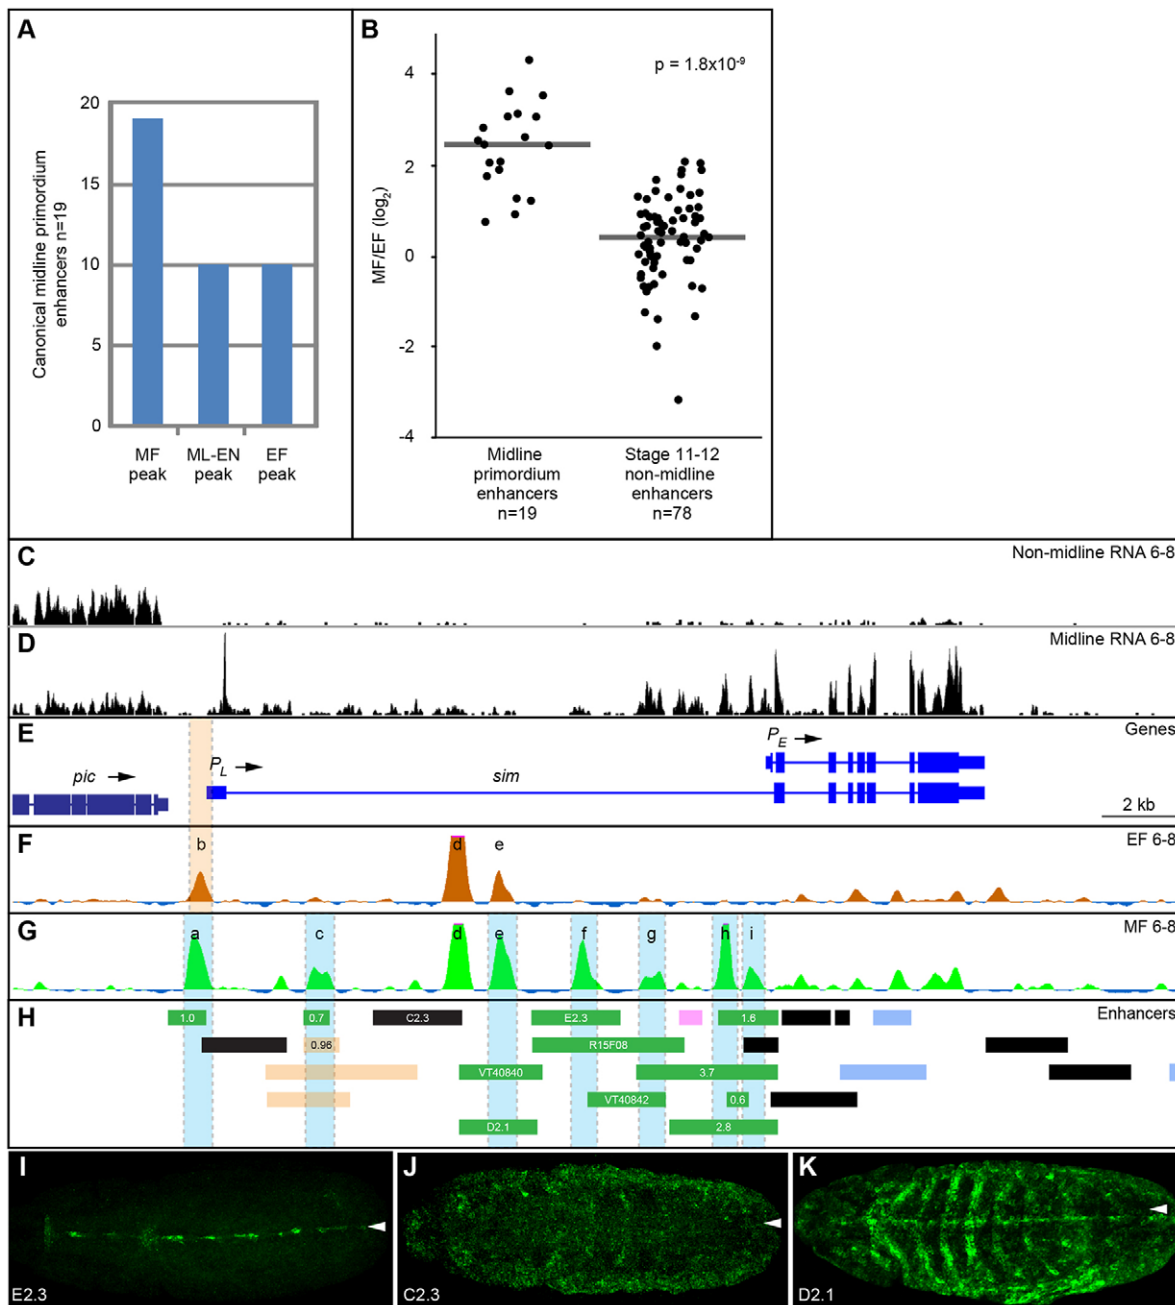 A
Canonical midline primordium
enhancers n=19
20
15
10
5
0
MF
peak
ML-EN
peak
EF
peak
B
p = 1.8x10⁻⁹
MF/EF (log₂)
4
2
0
-2
-4
Midline
primordium
enhancers
n=19
Stage 11-12
non-midline
enhancers
n=78
C
Non-midline RNA 6-8
D
Midline RNA 6-8
E
Genes
pic
P_L
sim
P_E
2 kb
F
EF 6-8
b
d
e
G
MF 6-8
a
c
d
e
f
g
h
i
H
Enhancers
1.0
0.7
C2.3
E2.3
1.6
0.96
R15F08
VT40840
3.7
VT40842
0.6
D2.1
2.8
I
E2.3
J
C2.3
K
D2.1